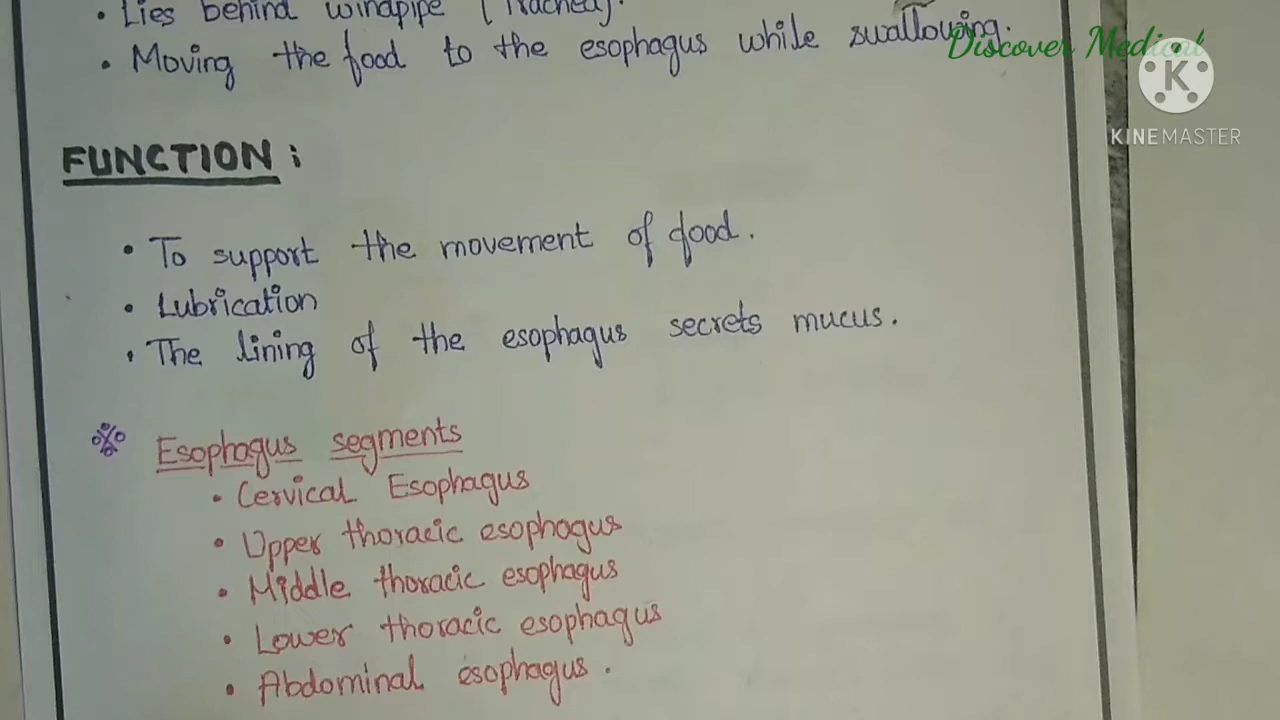 • Lies behind windpipe (Trachea).
• Moving the food to the esophagus while swallowing.
Discover Medical
K
KINEMASTER
FUNCTION:
• To support the movement of food.
• Lubrication
• The lining of the esophagus secrets mucus.
Esophagus segments
• Cervical Esophagus
• Upper thoracic esophagus
• Middle thoracic esophagus
• Lower thoracic esophagus
• Abdominal esophagus.